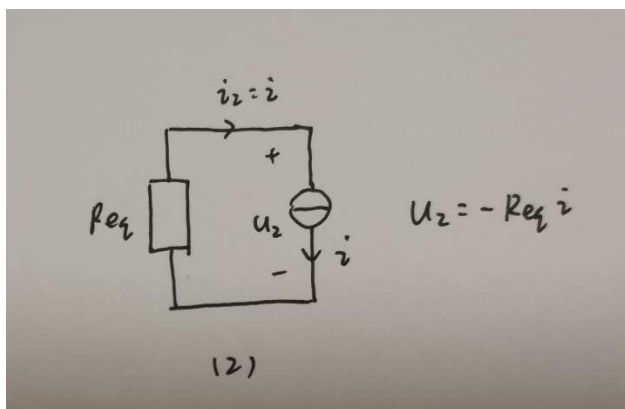 i₂=i
+
Req
u₂
U₂ = - Req i
i
-
(2)